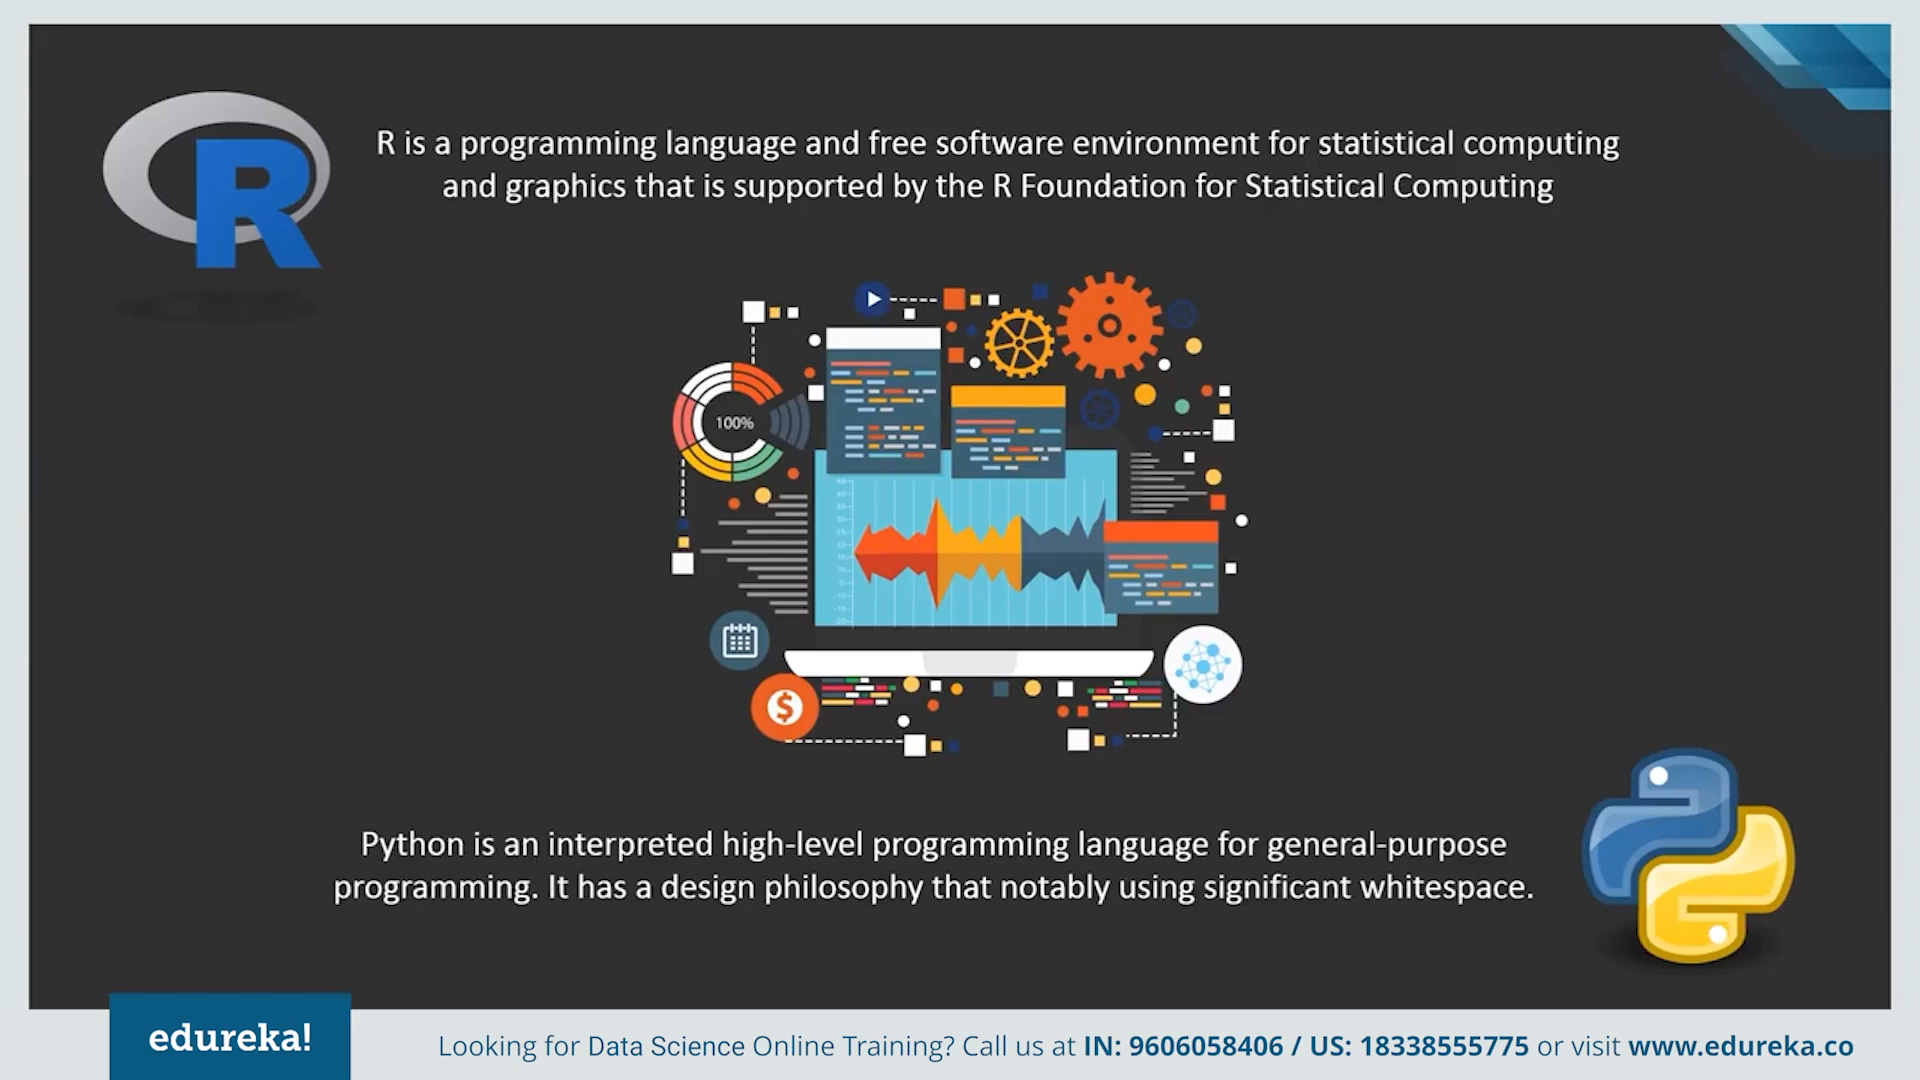 R is a programming language and free software environment for statistical computing
and graphics that is supported by the R Foundation for Statistical Computing
R
100%
$
Python is an interpreted high-level programming language for general-purpose
programming. It has a design philosophy that notably using significant whitespace.
edureka!
Looking for Data Science Online Training? Call us at IN: 9606058406 / US: 18338555775 or visit www.edureka.co